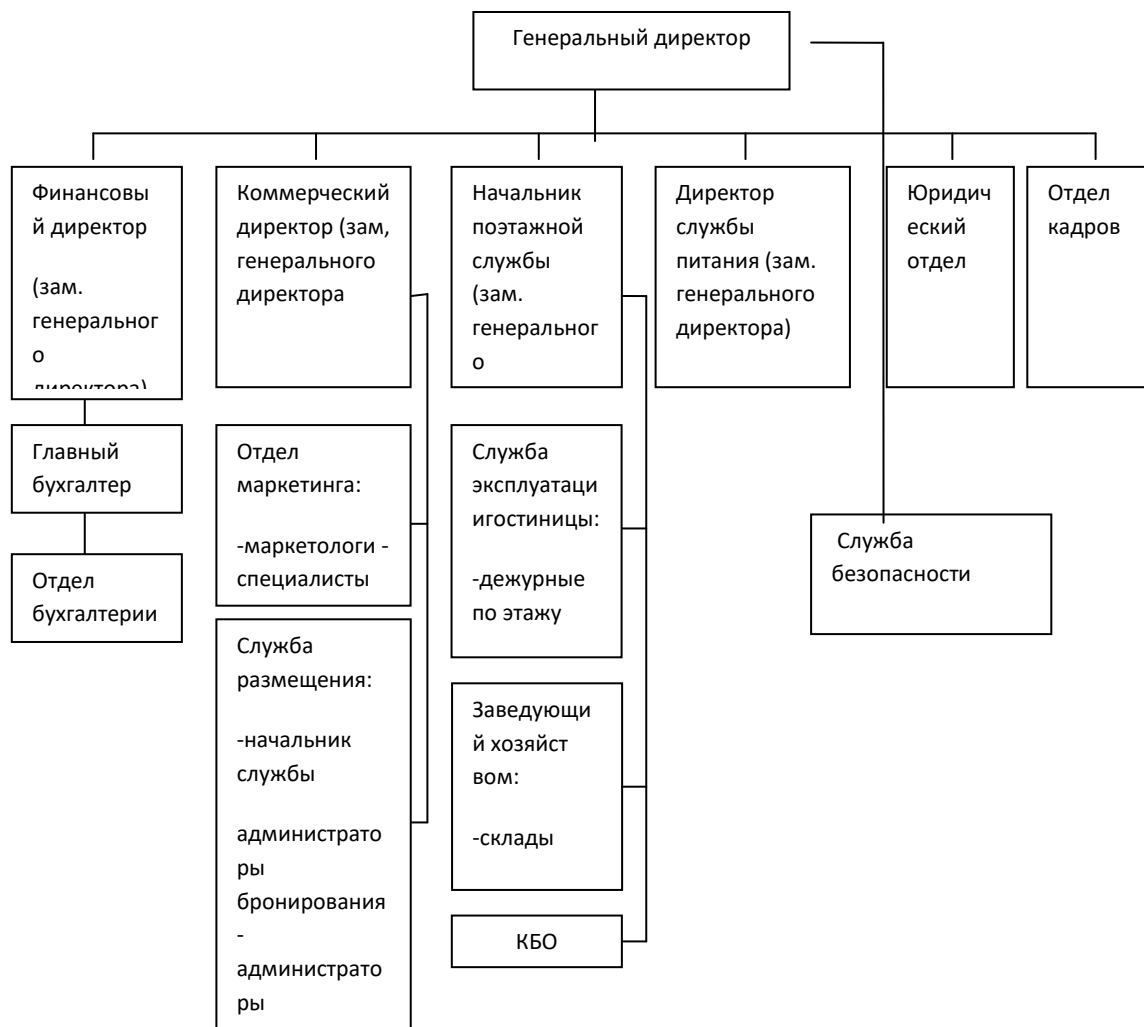 Генеральный директор
Финансовы
й директор
(зам.
генеральног
о
директора)
Коммерческий
директор (зам,
генерального
директора
Начальник
поэтажной
службы
(зам.
генеральног
о
Директор
службы
питания (зам.
генерального
директора)
Юридич
еский
отдел
Отдел
кадров
Главный
бухгалтер
Отдел
бухгалтерии
Отдел
маркетинга:
-маркетологи -
специалисты
Служба
размещения:
-начальник
службы
администрато
ры
бронирования
-
администрато
ры
Служба
эксплуатаци
игостиницы:
-дежурные
по этажу
Заведующи
й хозяйст
вом:
-склады
КБО
Служба
безопасности